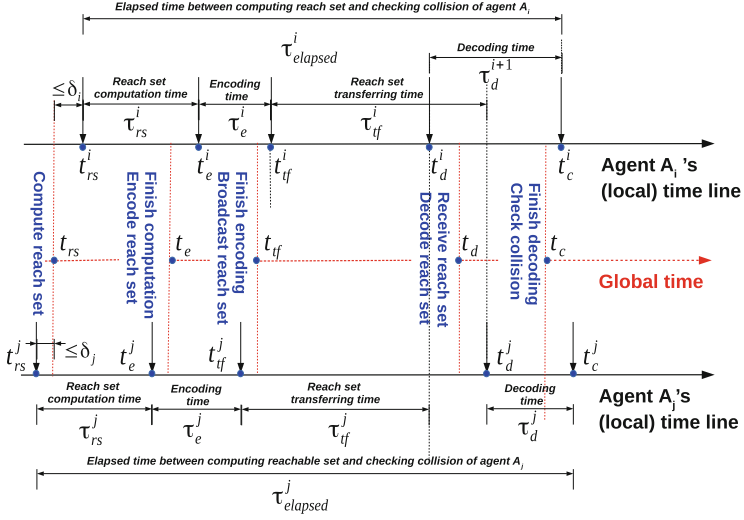 Elapsed time between computing reach set and checking collision of agent A_i
τ^i_elapsed
Decoding time
τ^{i+1}_d
≤δ_i
Reach set
computation time
τ^i_rs
Encoding
time
τ^i_e
Reach set
transferring time
τ^i_tf
t^i_rs
t^i_e
t^i_tf
t^i_d
t^i_c
Agent A_i 's
(local) time line
Compute reach set
Finish computation
Encode reach set
Finish encoding
Broadcast reach set
Receive reach set
Decode reach set
Finish decoding
Check collision
t_rs
t_e
t_tf
t_d
t_c
Global time
t^j_rs
≤δ_j
t^j_e
t^j_tf
t^j_d
t^j_c
Agent A_j's
(local) time line
Reach set
computation time
τ^j_rs
Encoding
time
τ^j_e
Reach set
transferring time
τ^j_tf
Decoding
time
τ^j_d
Elapsed time between computing reachable set and checking collision of agent A_j
τ^j_elapsed